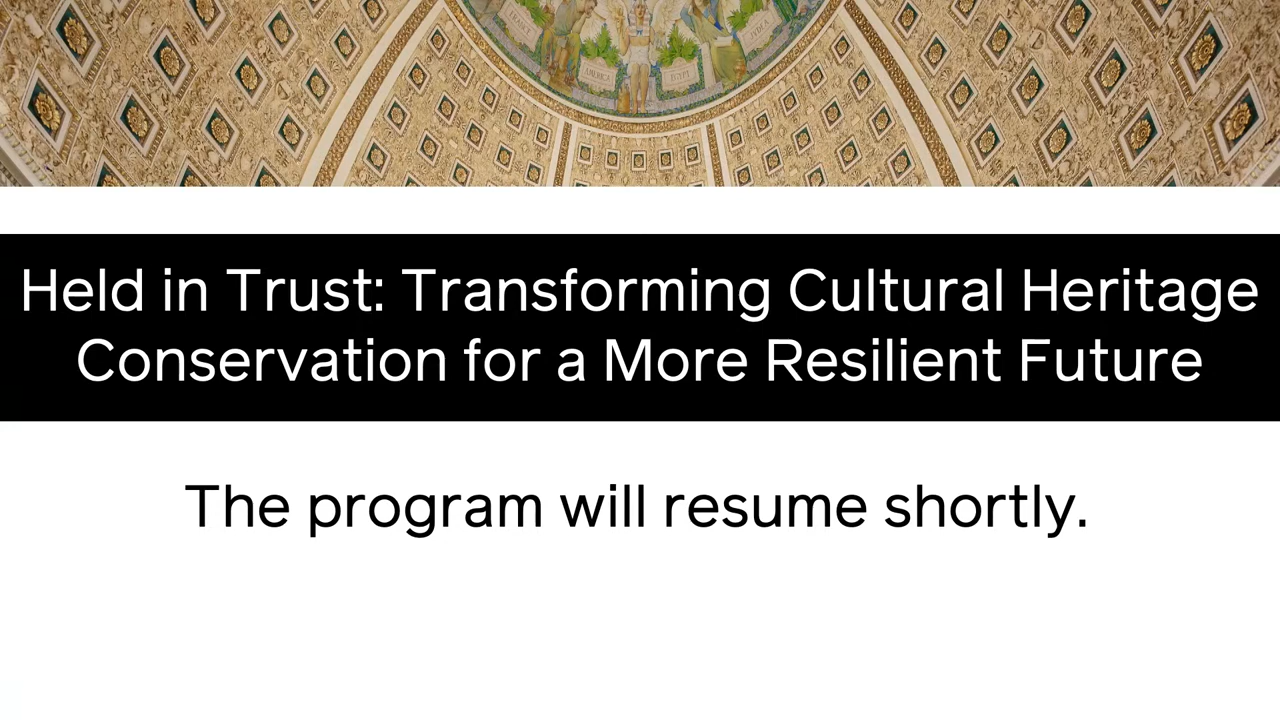 Held in Trust: Transforming Cultural Heritage
Conservation for a More Resilient Future
The program will resume shortly.